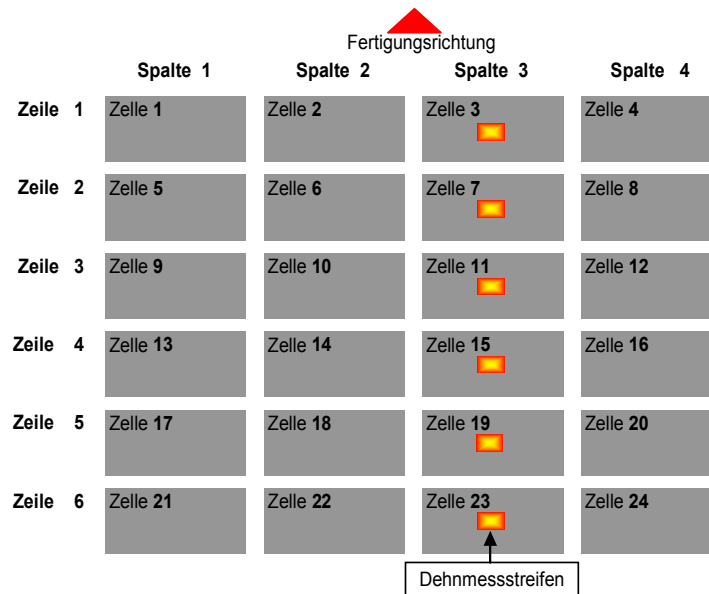 Fertigungsrichtung
Spalte 1 Spalte 2 Spalte 3 Spalte 4
Zeile 1 Zelle 1 Zelle 2 Zelle 3 Zelle 4
Zeile 2 Zelle 5 Zelle 6 Zelle 7 Zelle 8
Zeile 3 Zelle 9 Zelle 10 Zelle 11 Zelle 12
Zeile 4 Zelle 13 Zelle 14 Zelle 15 Zelle 16
Zeile 5 Zelle 17 Zelle 18 Zelle 19 Zelle 20
Zeile 6 Zelle 21 Zelle 22 Zelle 23 Zelle 24
Dehnmessstreifen